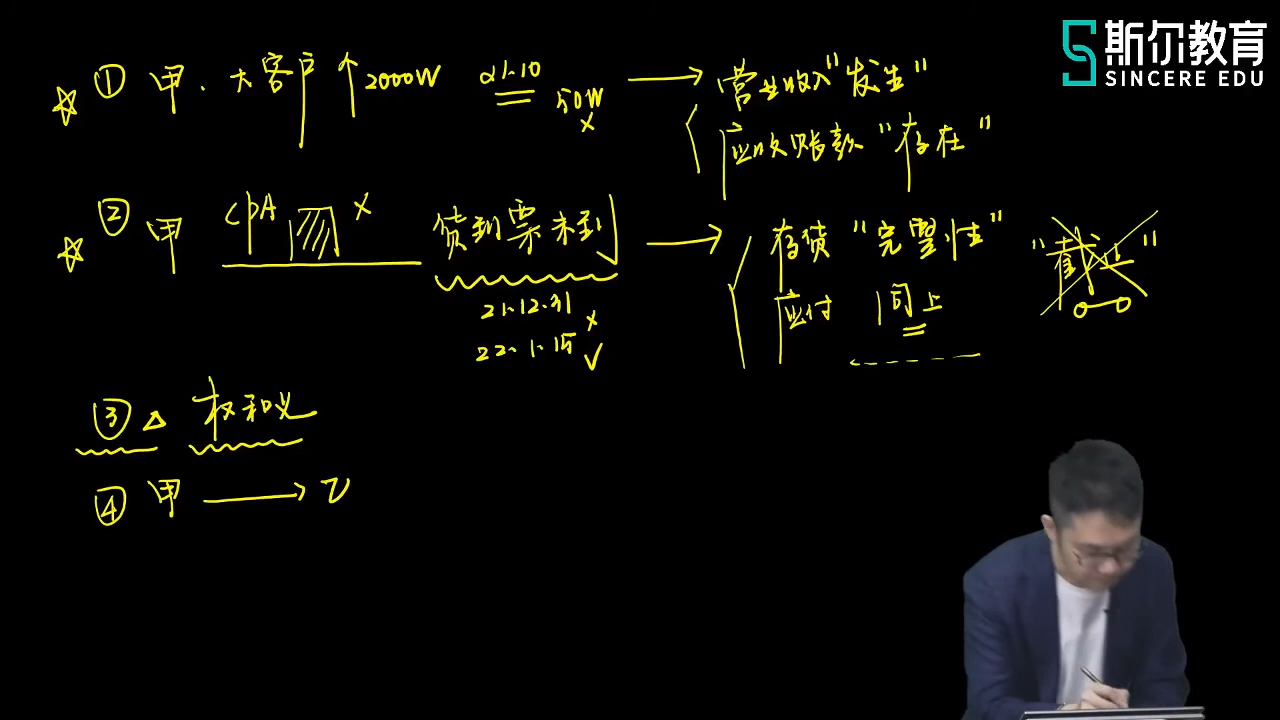 斯尔教育
SINCERE EDU
☆ ① 甲. 大客户 ↑2000W 21.10 50W × → 营业收入"发生"
应收账款"存在"
☆ ② 甲 CPA × 货到票未到 → 存货 "完整性" "截止"
21.12.31 × 应付 同上
22.1.15 √
③ △ 权和义
④ 甲 → 乙